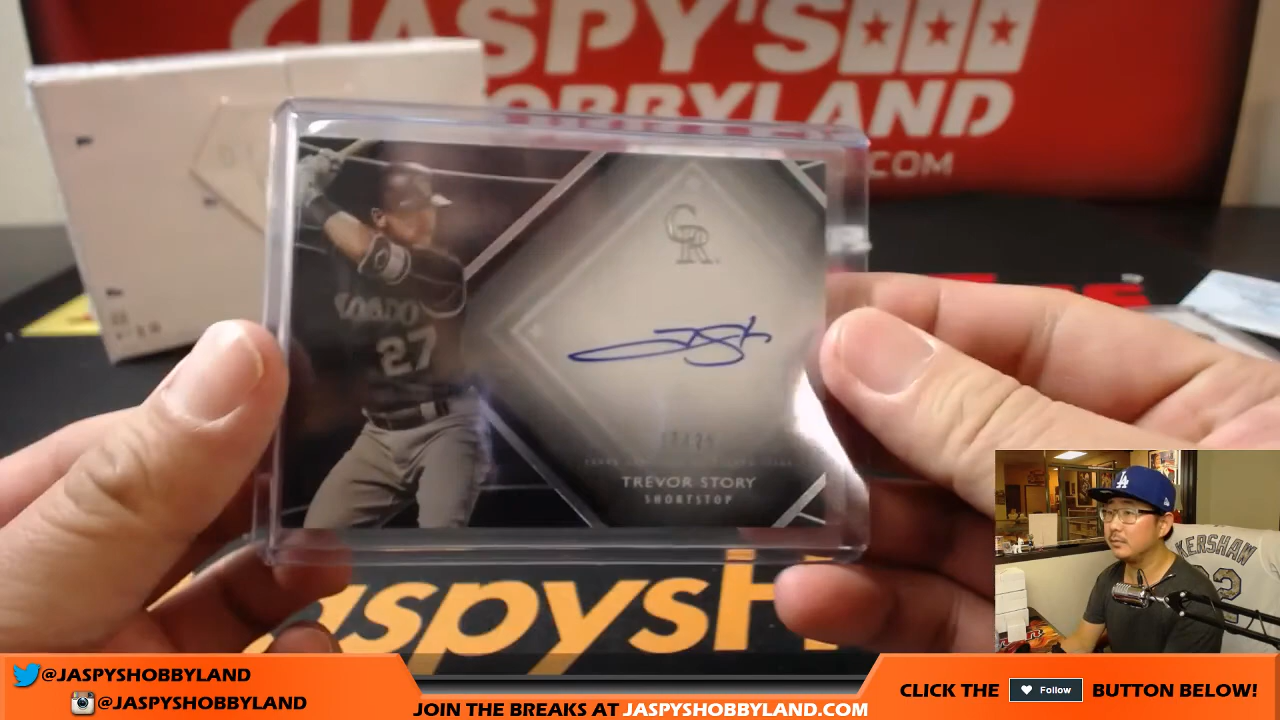 JASPY'S
HOBBYLAND
.COM
CR
27
TREVOR STORY
SHORTSTOP
jaspysH
LA
KERSHAW
@JASPYSHOBBYLAND
@JASPYSHOBBYLAND
JOIN THE BREAKS AT JASPYSHOBBYLAND.COM
CLICK THE Follow BUTTON BELOW!